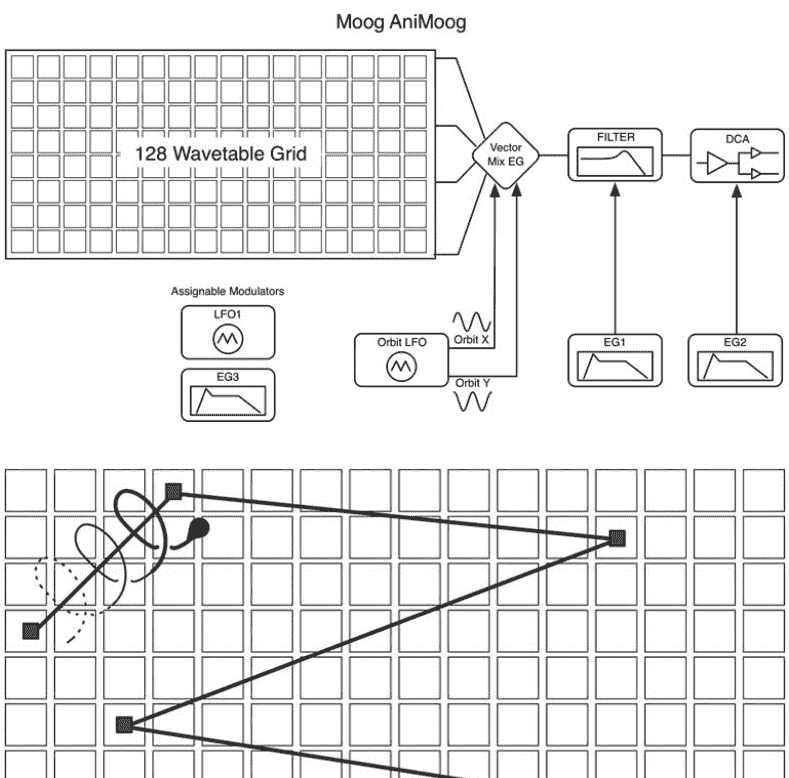 Moog AniMoog
128 Wavetable Grid
Vector
Mix EG
FILTER
DCA
Assignable Modulators
LFO1
EG3
Orbit LFO
Orbit X
Orbit Y
EG1
EG2